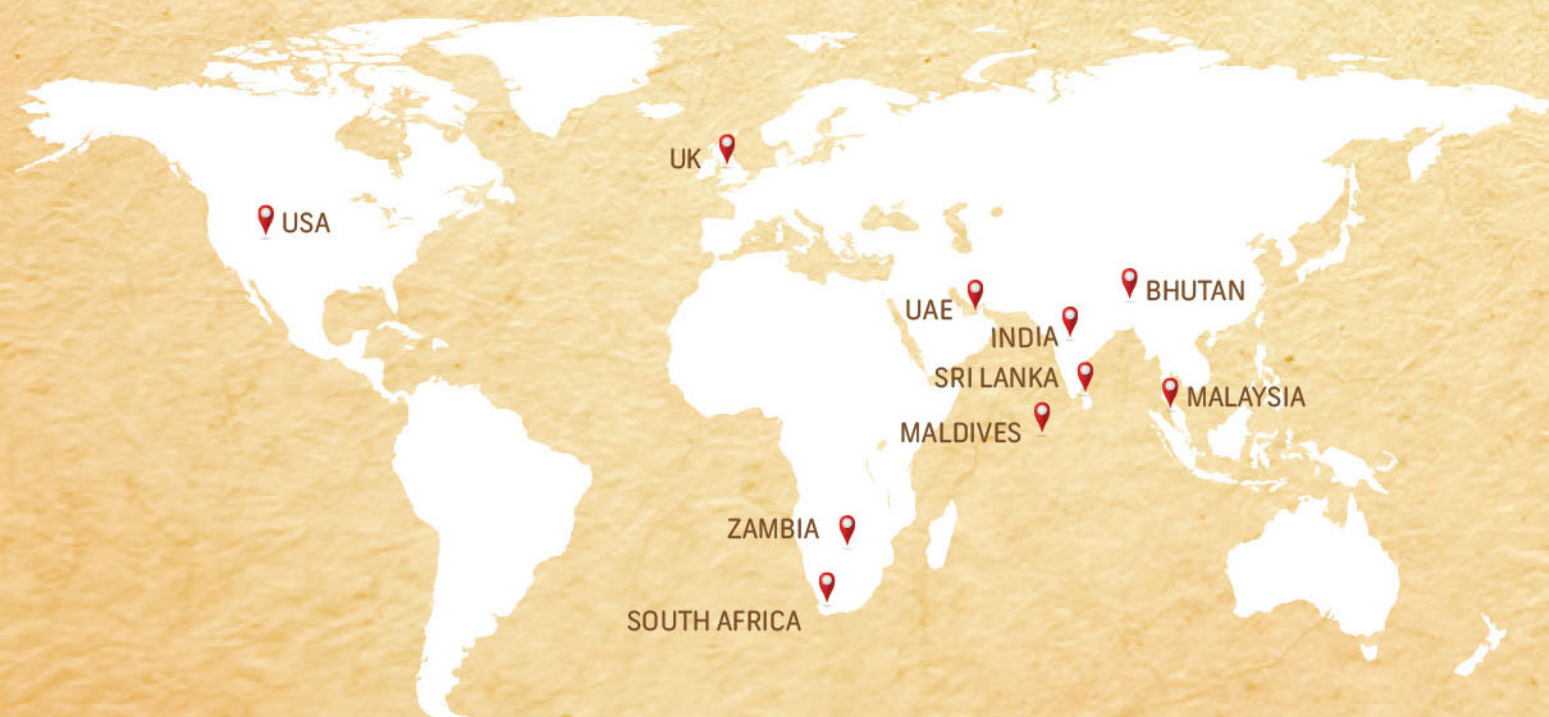 UK
USA
BHUTAN
UAE
INDIA
SRI LANKA
MALAYSIA
MALDIVES
ZAMBIA
SOUTH AFRICA